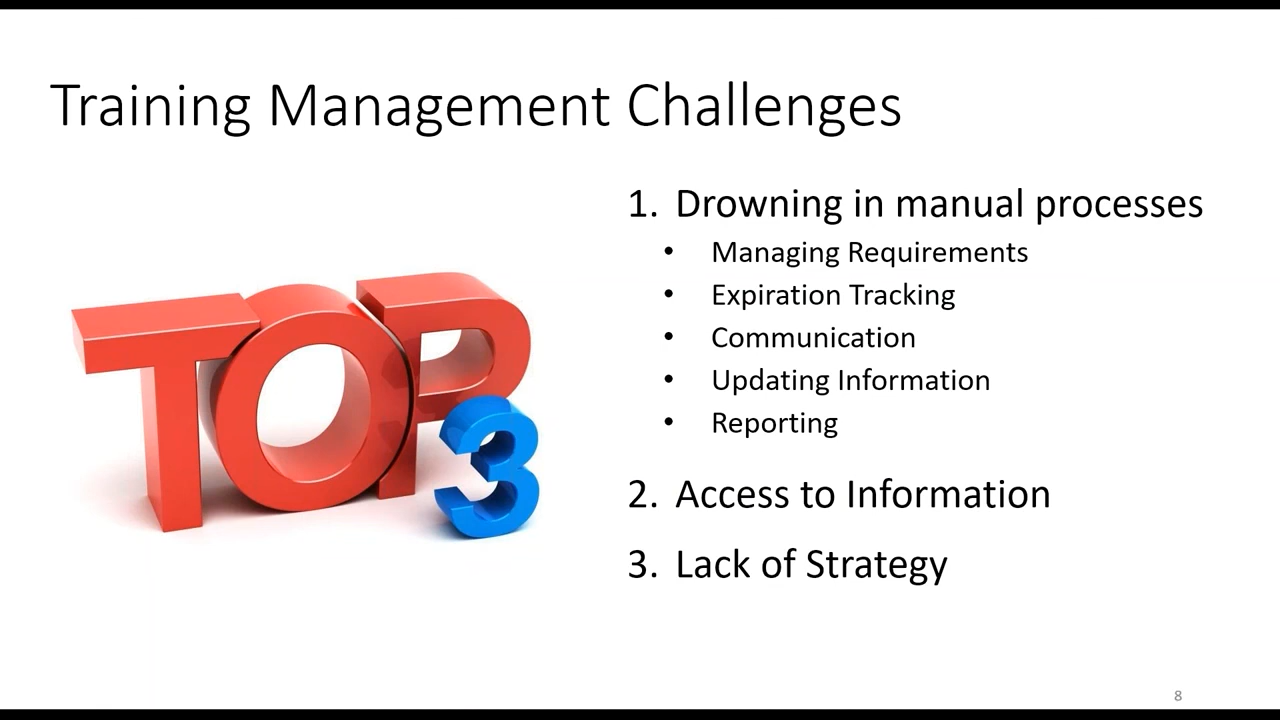 Training Management Challenges
TOP
3
1. Drowning in manual processes
• Managing Requirements
• Expiration Tracking
• Communication
• Updating Information
• Reporting
2. Access to Information
3. Lack of Strategy
8